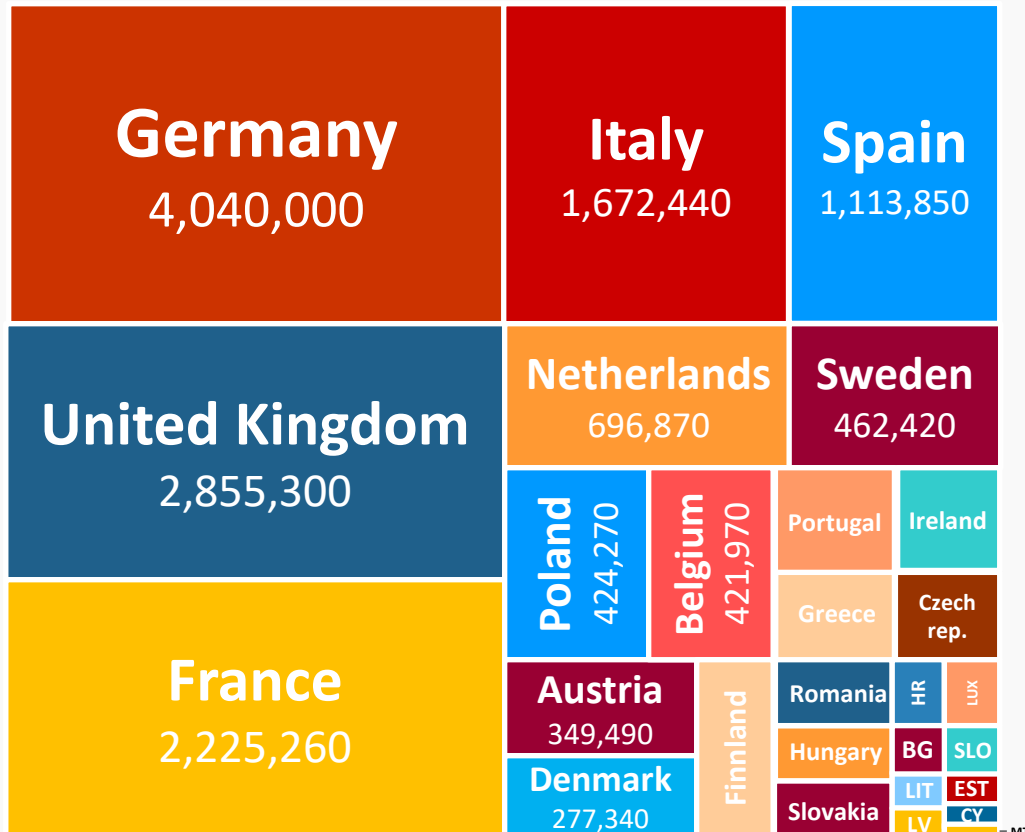 Germany
4,040,000
Italy
1,672,440
Spain
1,113,850
United Kingdom
2,855,300
Netherlands
696,870
Sweden
462,420
Poland
424,270
Belgium
421,970
Portugal
Ireland
Greece
Czech
rep.
France
2,225,260
Austria
349,490
Finnland
Romania
HR
LUX
Hungary
BG
SLO
Denmark
277,340
Slovakia
LIT
EST
LV
CY